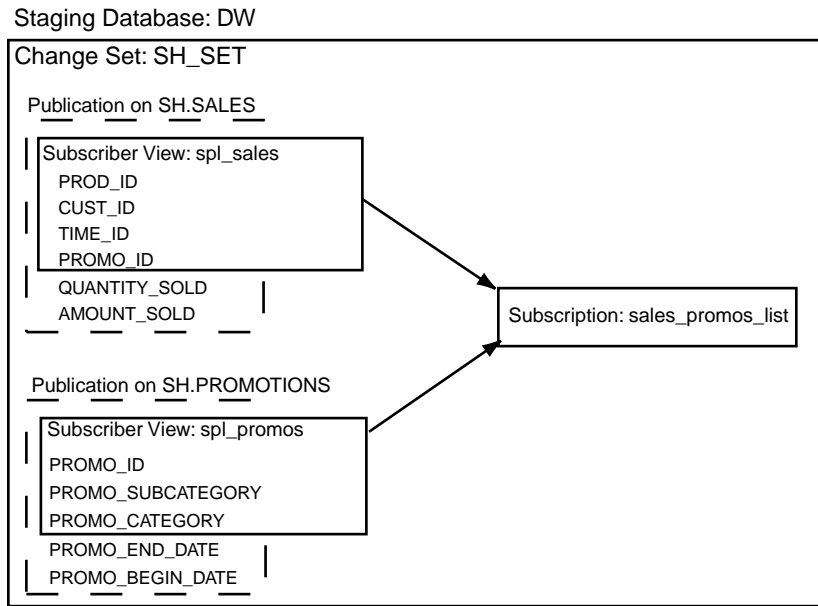 Staging Database: DW
Change Set: SH_SET
Publication on SH.SALES
Subscriber View: spl_sales
PROD_ID
CUST_ID
TIME_ID
PROMO_ID
QUANTITY_SOLD
AMOUNT_SOLD
Subscription: sales_promos_list
Publication on SH.PROMOTIONS
Subscriber View: spl_promos
PROMO_ID
PROMO_SUBCATEGORY
PROMO_CATEGORY
PROMO_END_DATE
PROMO_BEGIN_DATE